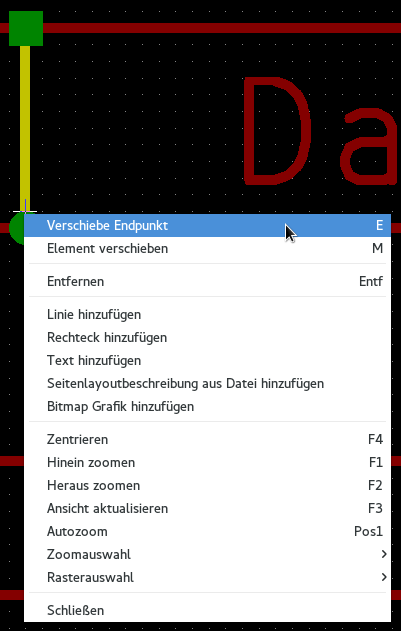 Da
Verschiebe Endpunkt E
Element verschieben M
Entfernen Entf
Linie hinzufügen
Rechteck hinzufügen
Text hinzufügen
Seitenlayoutbeschreibung aus Datei hinzufügen
Bitmap Grafik hinzufügen
Zentrieren F4
Hinein zoomen F1
Heraus zoomen F2
Ansicht aktualisieren F3
Autozoom Pos1
Zoomauswahl
Rasterauswahl
Schließen